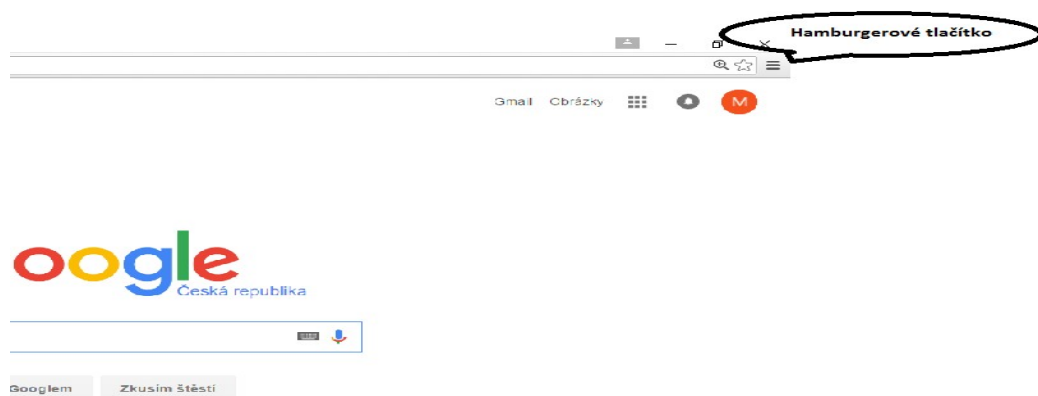 Hamburgerové tlačítko
Gmail Obrázky
M
oogle
Česká republika
Googlem Zkusím štěstí